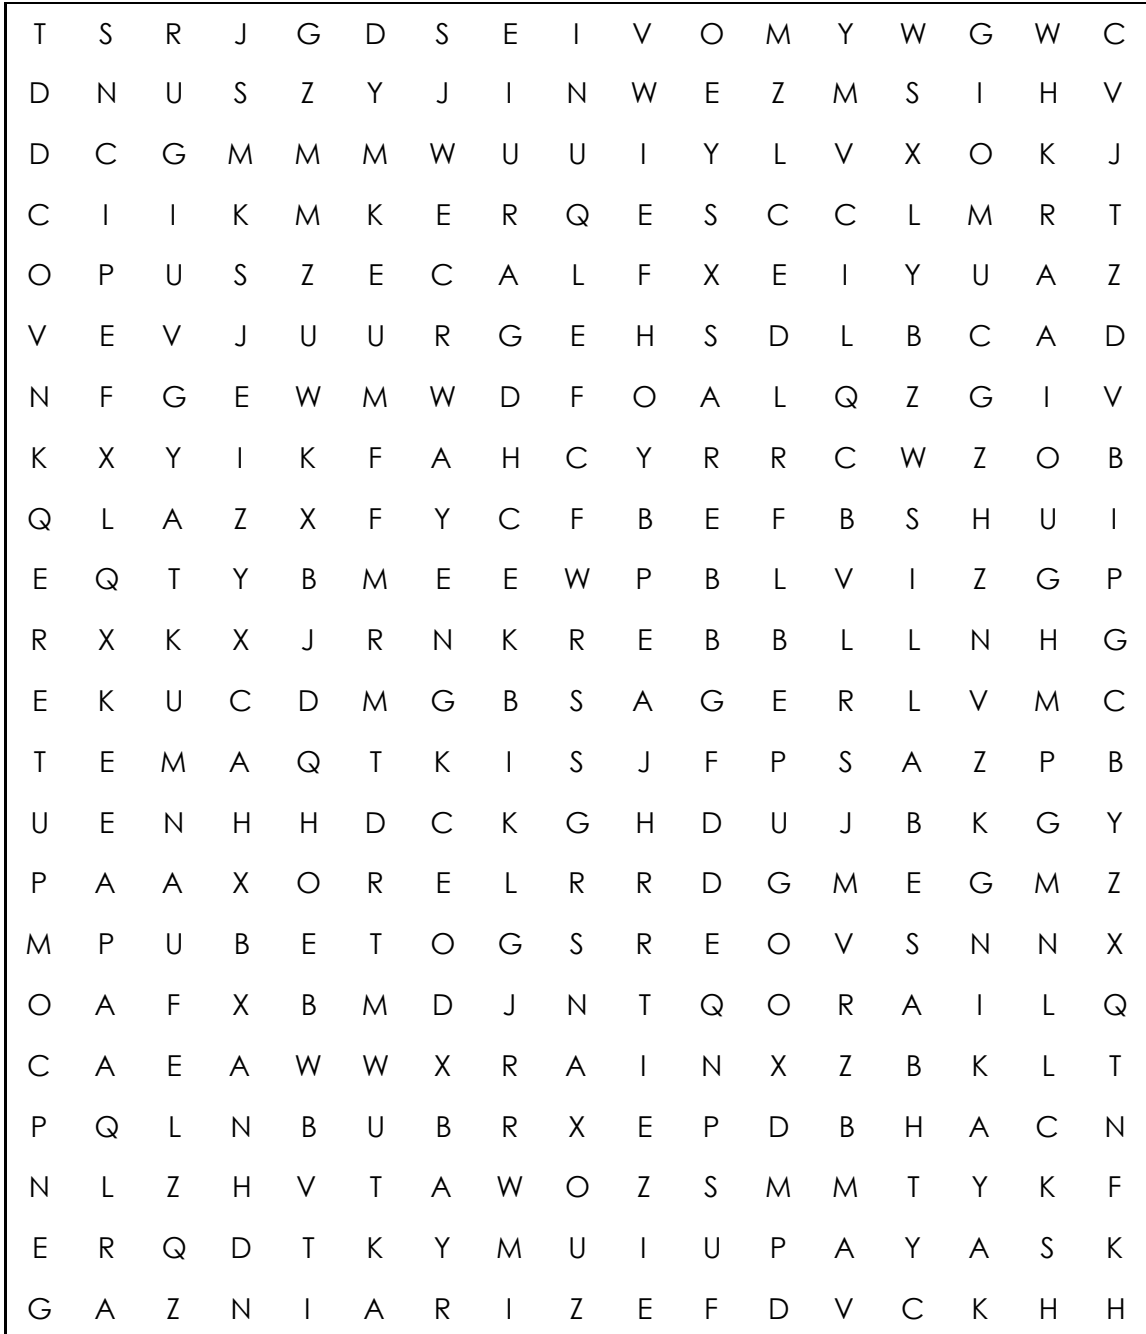 T S R J G D S E I V O M Y W G W C
D N U S Z Y J I N W E Z M S I H V
D C G M M M W U U I Y L V X O K J
C I I K M K E R Q E S C C L M R T
O P U S Z E C A L F X E I Y U A Z
V E V J U U R G E H S D L B C A D
N F G E W M W D F O A L Q Z G I V
K X Y I K F A H C Y R R C W Z O B
Q L A Z X F Y C F B E F B S H U I
E Q T Y B M E E W P B L V I Z G P
R X K X J R N K R E B B L L N H G
E K U C D M G B S A G E R L V M C
T E M A Q T K I S J F P S A Z P B
U E N H H D C K G H D U J B K G Y
P A A X O R E L R R D G M E G M Z
M P U B E T O G S R E O V S N N X
O A F X B M D J N T Q O R A I L Q
C A E A W W X R A I N X Z B K L T
P Q L N B U B R X E P D B H A C N
N L Z H V T A W O Z S M M T Y K F
E R Q D T K Y M U I U P A Y A S K
G A Z N I A R I Z E F D V C K H H